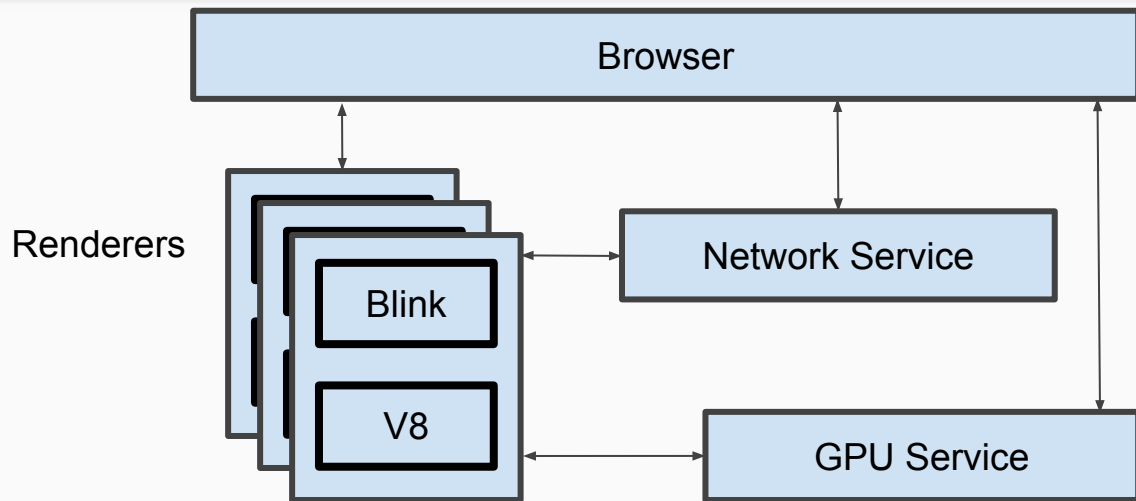 Browser
Renderers
Network Service
Blink
V8
GPU Service